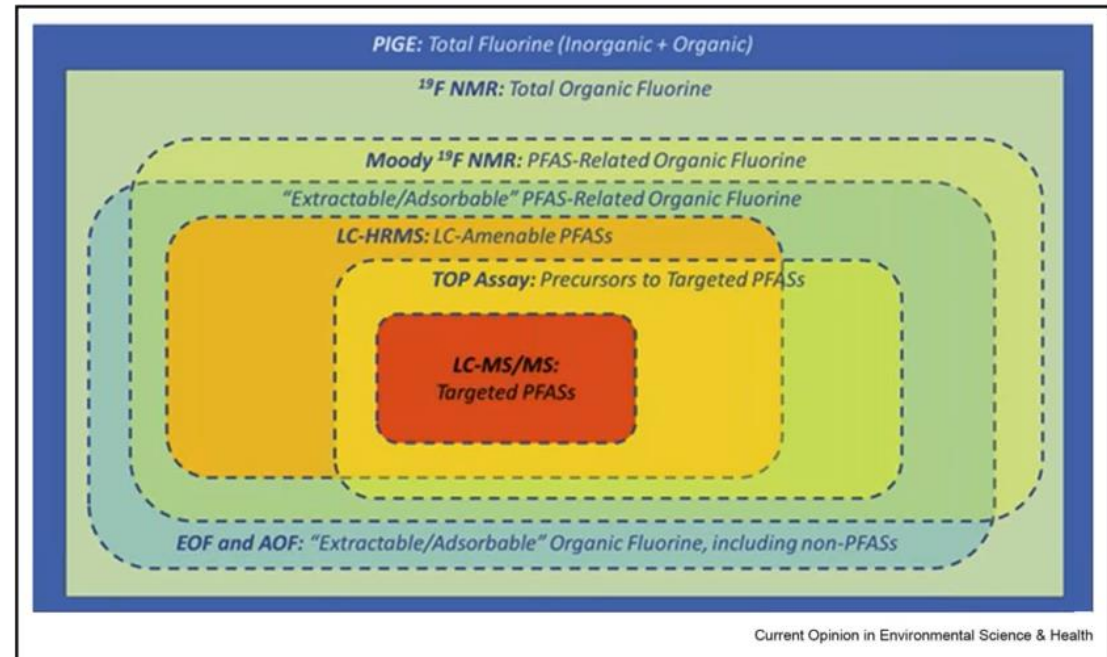 PIGE: Total Fluorine (Inorganic + Organic)
¹⁹F NMR: Total Organic Fluorine
Moody ¹⁹F NMR: PFAS-Related Organic Fluorine
“Extractable/Adsorbable” PFAS-Related Organic Fluorine
LC-HRMS: LC-Amenable PFASs
TOP Assay: Precursors to Targeted PFASs
LC-MS/MS:
Targeted PFASs
EOF and AOF: “Extractable/Adsorbable” Organic Fluorine, including non-PFASs
Current Opinion in Environmental Science & Health